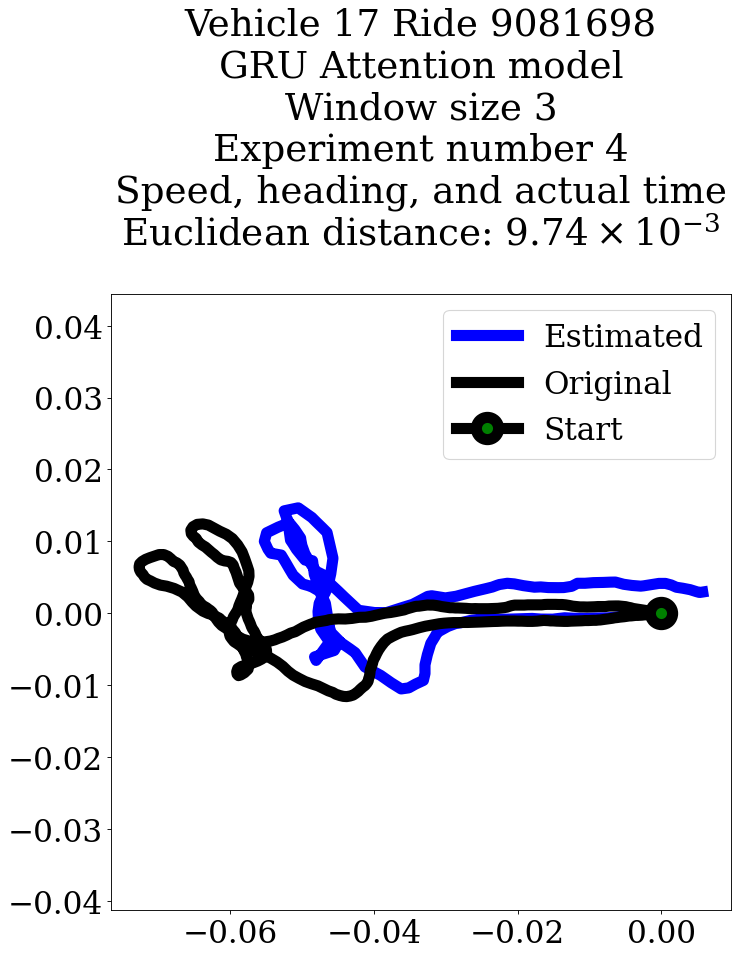 Vehicle 17 Ride 9081698
GRU Attention model
Window size 3
Experiment number 4
Speed, heading, and actual time
Euclidean distance: 9.74 × 10⁻³
Estimated
Original
Start
0.04
0.03
0.02
0.01
0.00
−0.01
−0.02
−0.03
−0.04
−0.06
−0.04
−0.02
0.00